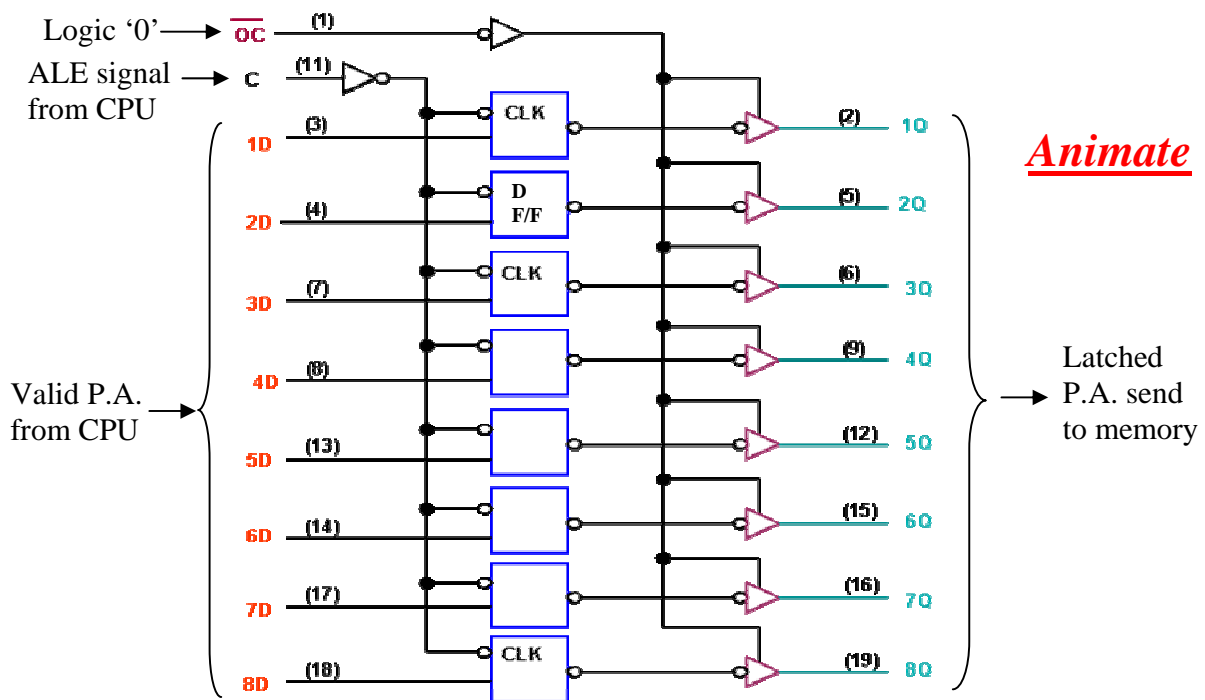 Logic ‘0’
OC
(1)
ALE signal
from CPU
C
(11)
Animate
1D
(3)
CLK
(2)
1Q
2D
(4)
D
F/F
(5)
2Q
3D
(7)
CLK
(6)
3Q
4D
(8)
(9)
4Q
Valid P.A.
from CPU
Latched
P.A. send
to memory
5D
(13)
(12)
5Q
6D
(14)
(15)
6Q
7D
(17)
(16)
7Q
8D
(18)
CLK
(19)
8Q